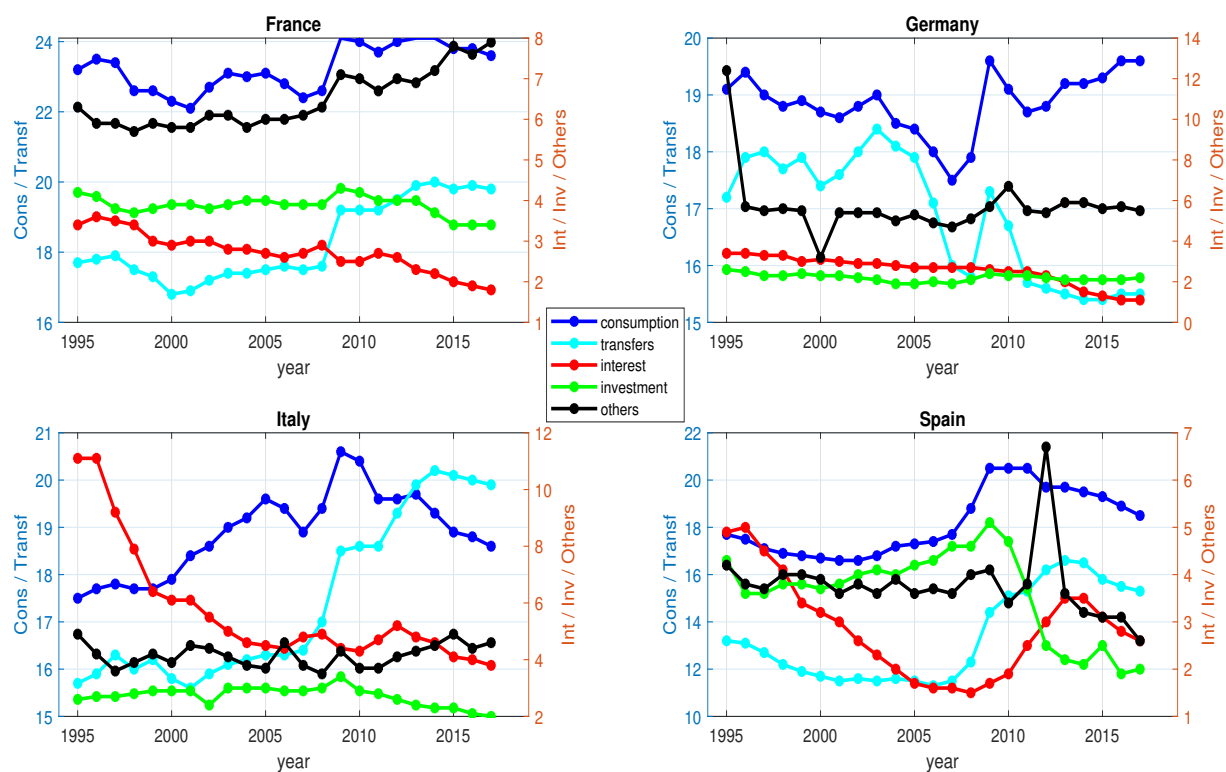 France
24
22
20
18
16
Cons / Transf
8
7
6
5
4
3
2
1
Int / Inv / Others
1995 2000 2005 2010 2015
year
Germany
20
19
18
17
16
15
Cons / Transf
14
12
10
8
6
4
2
0
Int / Inv / Others
1995 2000 2005 2010 2015
year
consumption
transfers
interest
investment
others
Italy
21
20
19
18
17
16
15
Cons / Transf
12
10
8
6
4
2
Int / Inv / Others
1995 2000 2005 2010 2015
year
Spain
22
20
18
16
14
12
10
Cons / Transf
7
6
5
4
3
2
1
Int / Inv / Others
1995 2000 2005 2010 2015
year